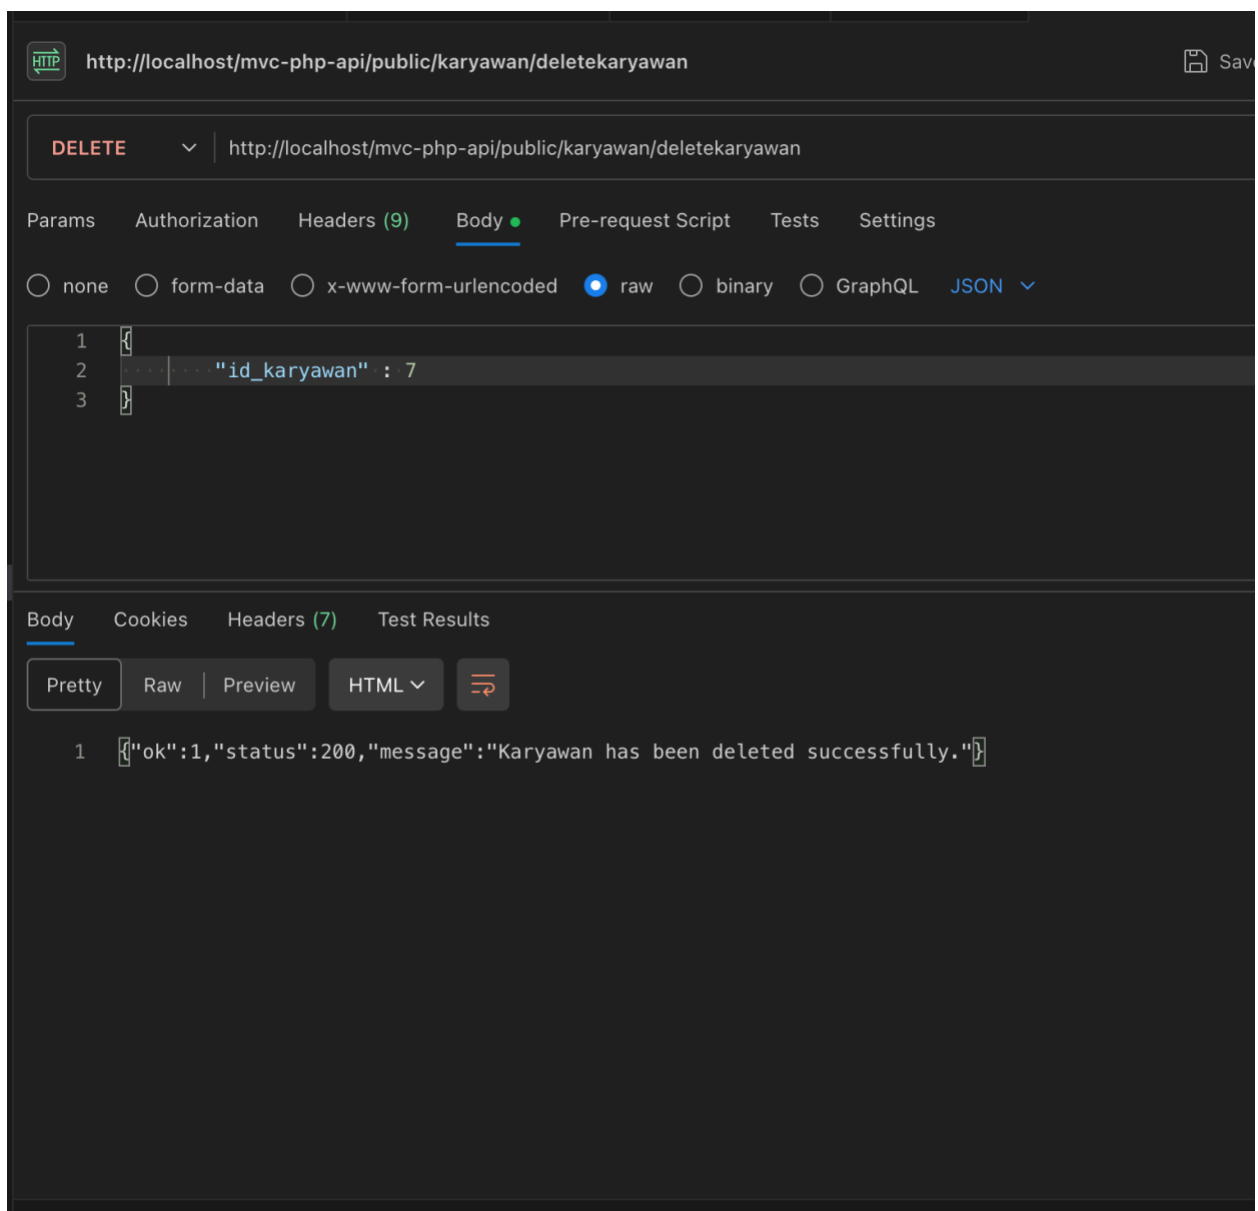 HTTP http://localhost/mvc-php-api/public/karyawan/deletekaryawan Save
DELETE http://localhost/mvc-php-api/public/karyawan/deletekaryawan
Params Authorization Headers (9) Body Pre-request Script Tests Settings
none form-data x-www-form-urlencoded raw binary GraphQL JSON
1 {
2 "id_karyawan" : 7
3 }
Body Cookies Headers (7) Test Results
Pretty Raw Preview HTML
1 {"ok":1,"status":200,"message":"Karyawan has been deleted successfully."}